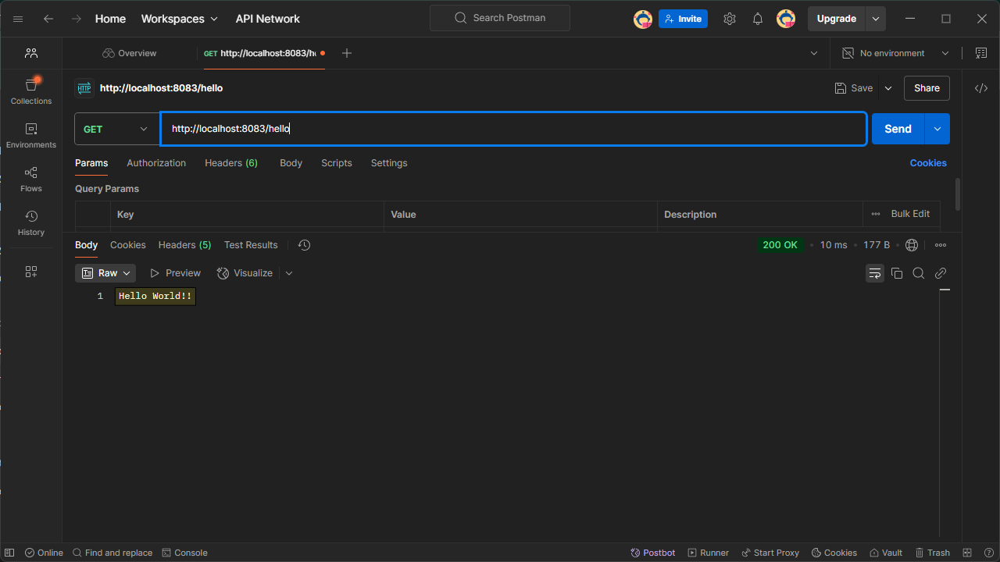 Home Workspaces API Network Search Postman Invite Upgrade
Overview GET http://localhost:8083/he No environment
HTTP http://localhost:8083/hello Save Share
Collections
Environments
Flows
History
GET http://localhost:8083/hello Send
Params Authorization Headers (6) Body Scripts Settings Cookies
Query Params
Key Value Description Bulk Edit
Body Cookies Headers (5) Test Results 200 OK • 10 ms • 177 B •
Raw Preview Visualize
1 Hello World!!
Online Find and replace Console Postbot Runner Start Proxy Cookies Vault Trash